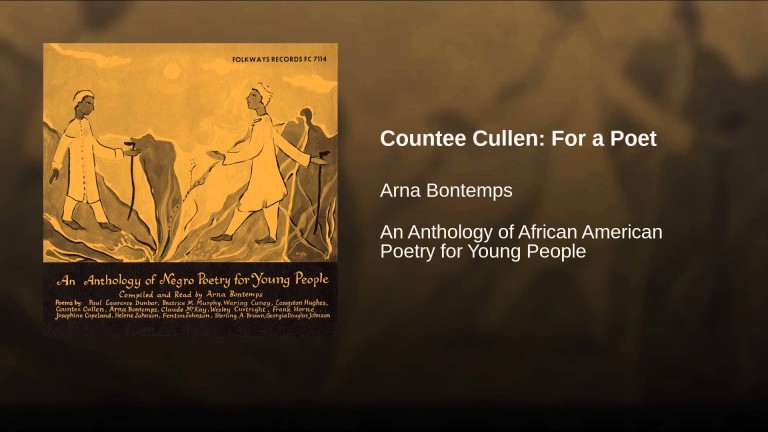 FOLKWAYS RECORDS FC 7114
An Anthology of Negro Poetry for Young People
Compiled and Read by Arna Bontemps
Poems by: Paul Laurence Dunbar, Beatrice M. Murphy, Waring Cuney, Langston Hughes,
Countee Cullen, Arna Bontemps, Claude McKay, Wesley Curtright, Frank Horne . . .
Josephine Copeland, Helene Johnson, Fenton Johnson, Sterling A. Brown, Georgia Douglas Johnson
Countee Cullen: For a Poet
Arna Bontemps
An Anthology of African American
Poetry for Young People